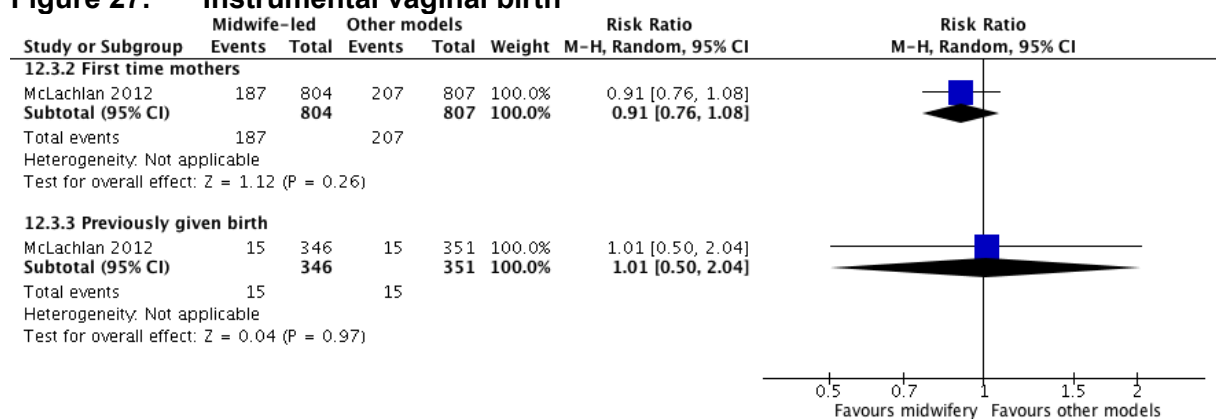 Figure 27: Instrumental vaginal birth
Midwife-led Other models Risk Ratio Risk Ratio
Study or Subgroup Events Total Events Total Weight M-H, Random, 95% CI M-H, Random, 95% CI
12.3.2 First time mothers
McLachlan 2012 187 804 207 807 100.0% 0.91 [0.76, 1.08]
Subtotal (95% CI) 804 807 100.0% 0.91 [0.76, 1.08]
Total events 187 207
Heterogeneity: Not applicable
Test for overall effect: Z = 1.12 (P = 0.26)
12.3.3 Previously given birth
McLachlan 2012 15 346 15 351 100.0% 1.01 [0.50, 2.04]
Subtotal (95% CI) 346 351 100.0% 1.01 [0.50, 2.04]
Total events 15 15
Heterogeneity: Not applicable
Test for overall effect: Z = 0.04 (P = 0.97)
0.5 0.7 1 1.5 2
Favours midwifery Favours other models